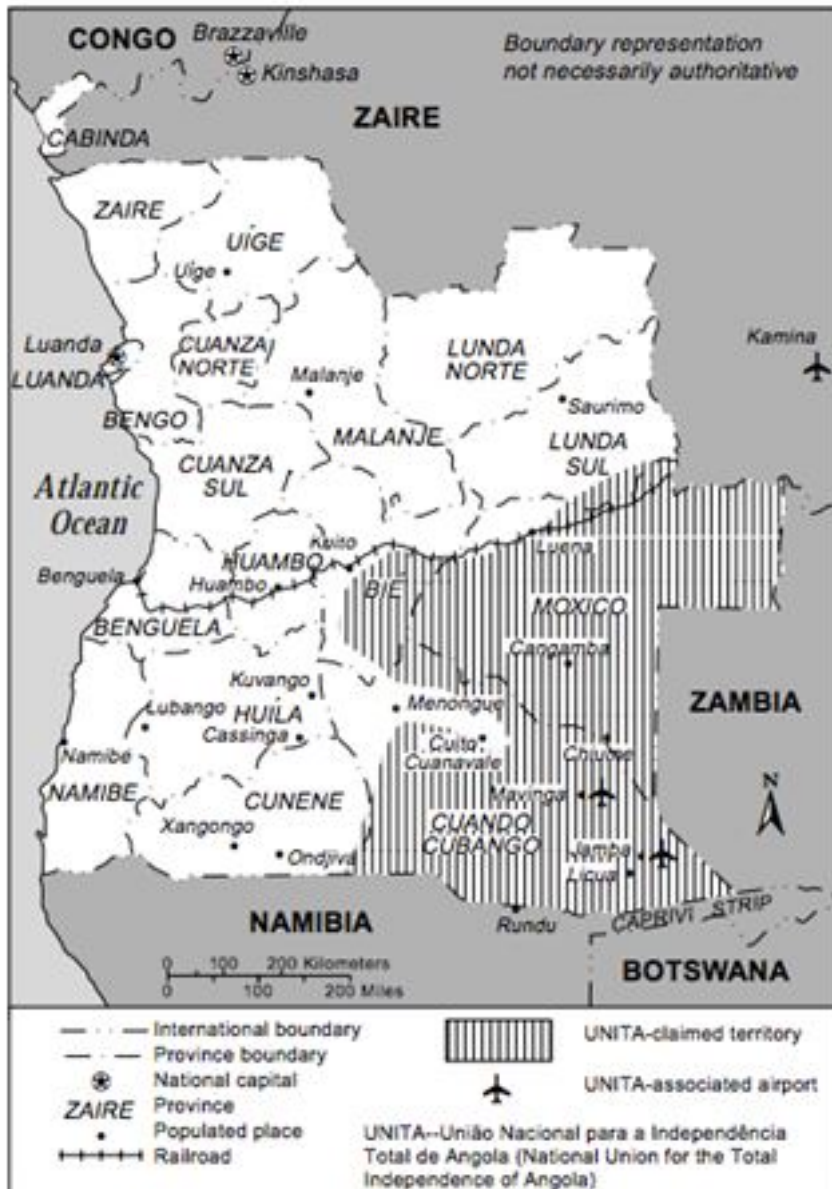 CONGO
Brazzaville
Kinshasa
Boundary representation
not necessarily authoritative
ZAIRE
CABINDA
ZAIRE
UÍGE
Uíge
Luanda
LUANDA
CUANZA
NORTE
LUNDA
NORTE
Kamina
Malanje
Saurimo
BENGO
MALANJE
LUNDA
SUL
CUANZA
SUL
Atlantic
Ocean
Kuito
Luena
HUAMBO
Benguela
Huambo
BIE
MOXICO
BENGUELA
Cangamba
ZAMBIA
Kuvango
Menongue
Lubango
HUILA
Cassinga
Cuito
Cuanavale
Chiume
Namibe
NAMIBE
Mavinga
N
CUNENE
CUANDO
CUBANGO
Xangongo
Ondjiva
Jamba
Licua
NAMIBIA
Rundu
CAPRIVI STRIP
BOTSWANA
0 100 200 Kilometers
0 100 200 Miles
International boundary
Province boundary
National capital
ZAIRE Province
Populated place
Railroad
UNITA-claimed territory
UNITA-associated airport
UNITA--União Nacional para a Independência
Total de Angola (National Union for the Total
Independence of Angola)